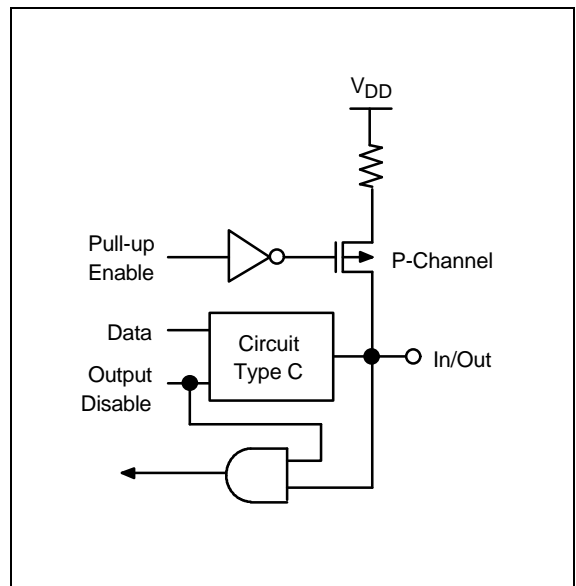 VDD
Pull-up
Enable
P-Channel
Data
Circuit
Type C
In/Out
Output
Disable